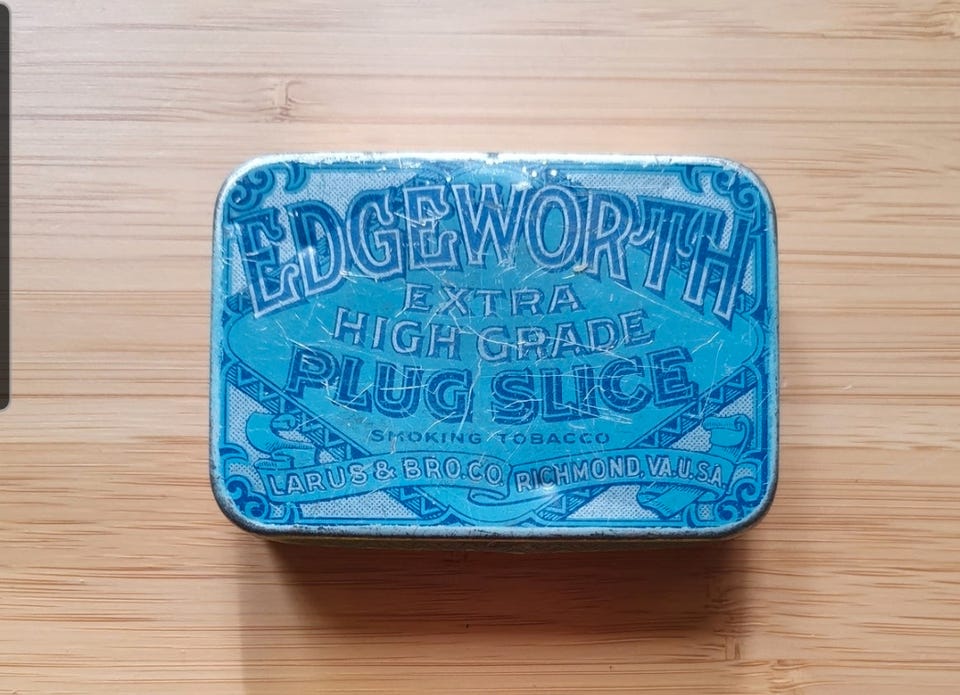 EDGEWORTH
EXTRA
HIGH GRADE
PLUG SLICE
SMOKING TOBACCO
LARUS & BRO.CO. RICHMOND, VA.U.S.A.